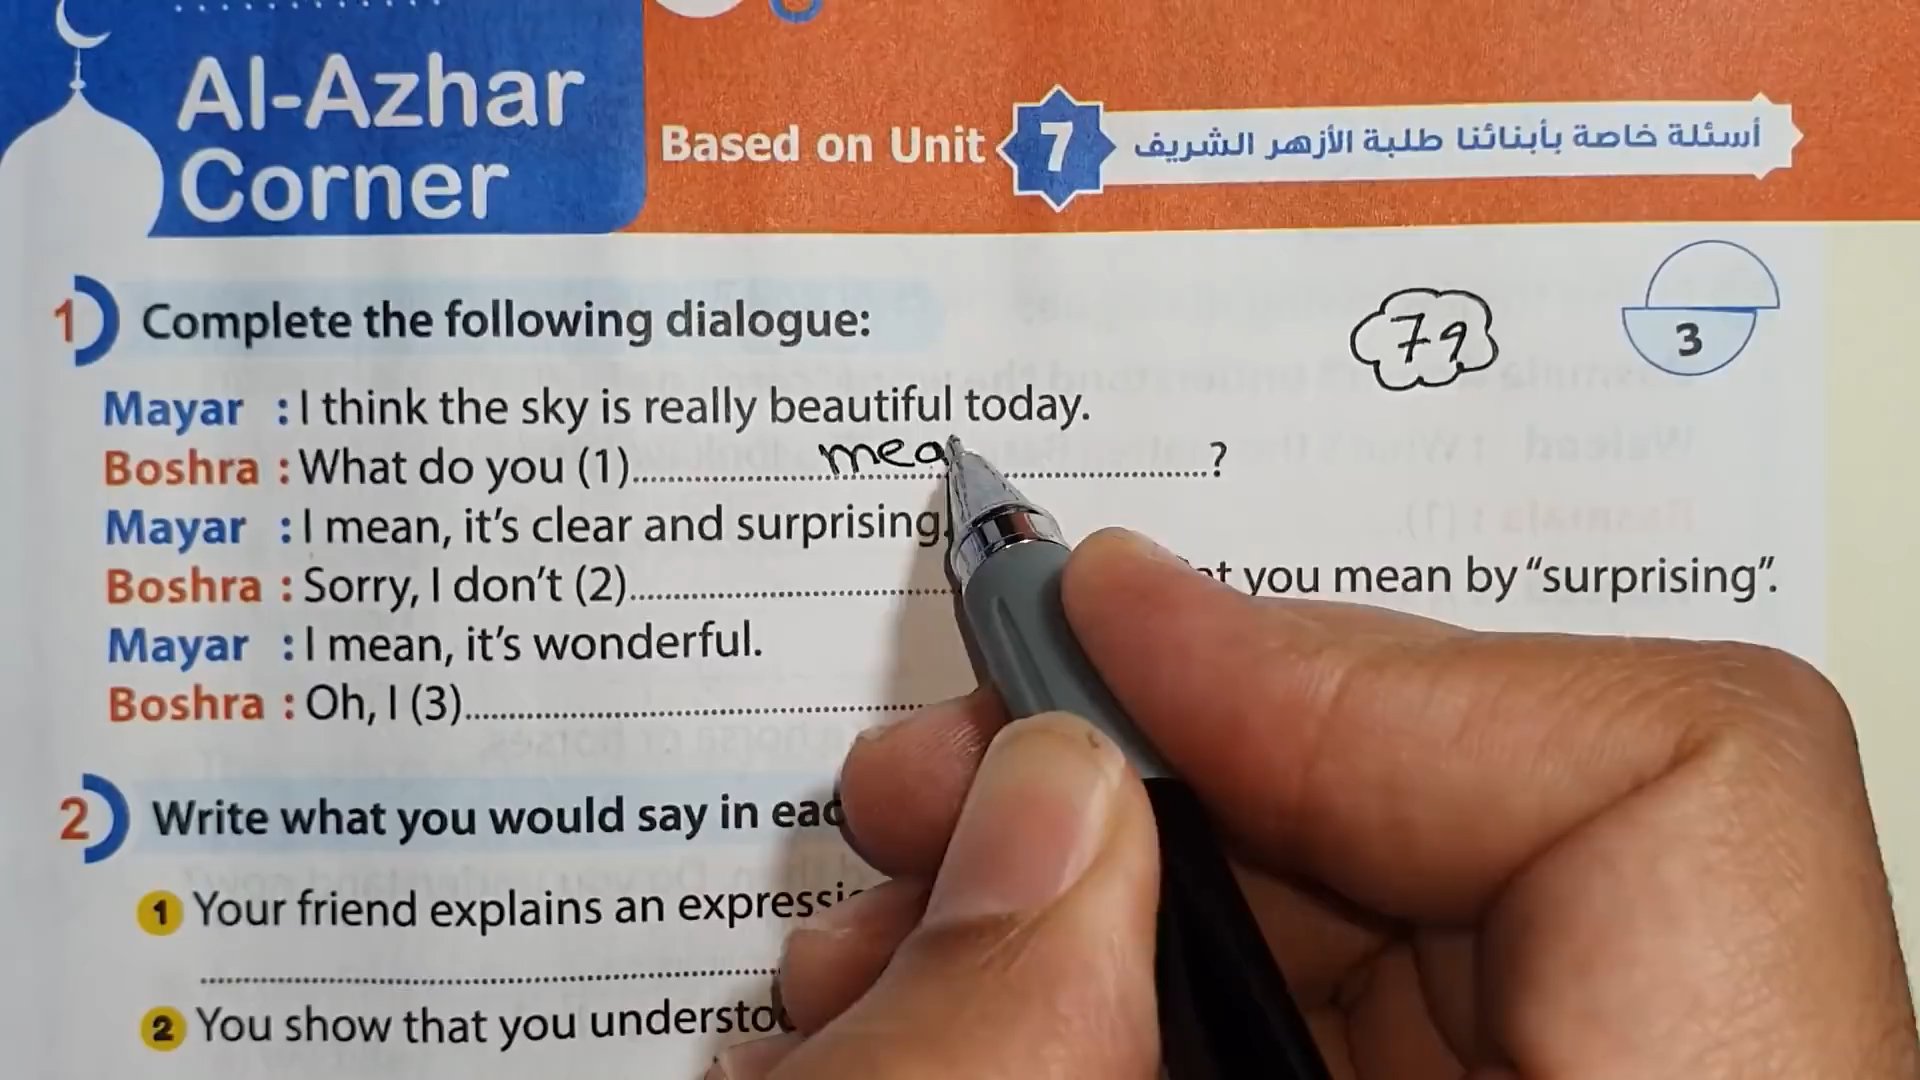 Al-Azhar
Corner
Based on Unit 7 أسئلة خاصة بأبنائنا طلبة الأزهر الشريف
1 Complete the following dialogue:
79
3
Mayar : I think the sky is really beautiful today.
Boshra : What do you (1).................... mea ....................?
Mayar : I mean, it's clear and surprising.
Boshra : Sorry, I don't (2).................... you mean by "surprising".
Mayar : I mean, it's wonderful.
Boshra : Oh, I (3)....................
2 Write what you would say in
1 Your friend explains an
2 You show that you